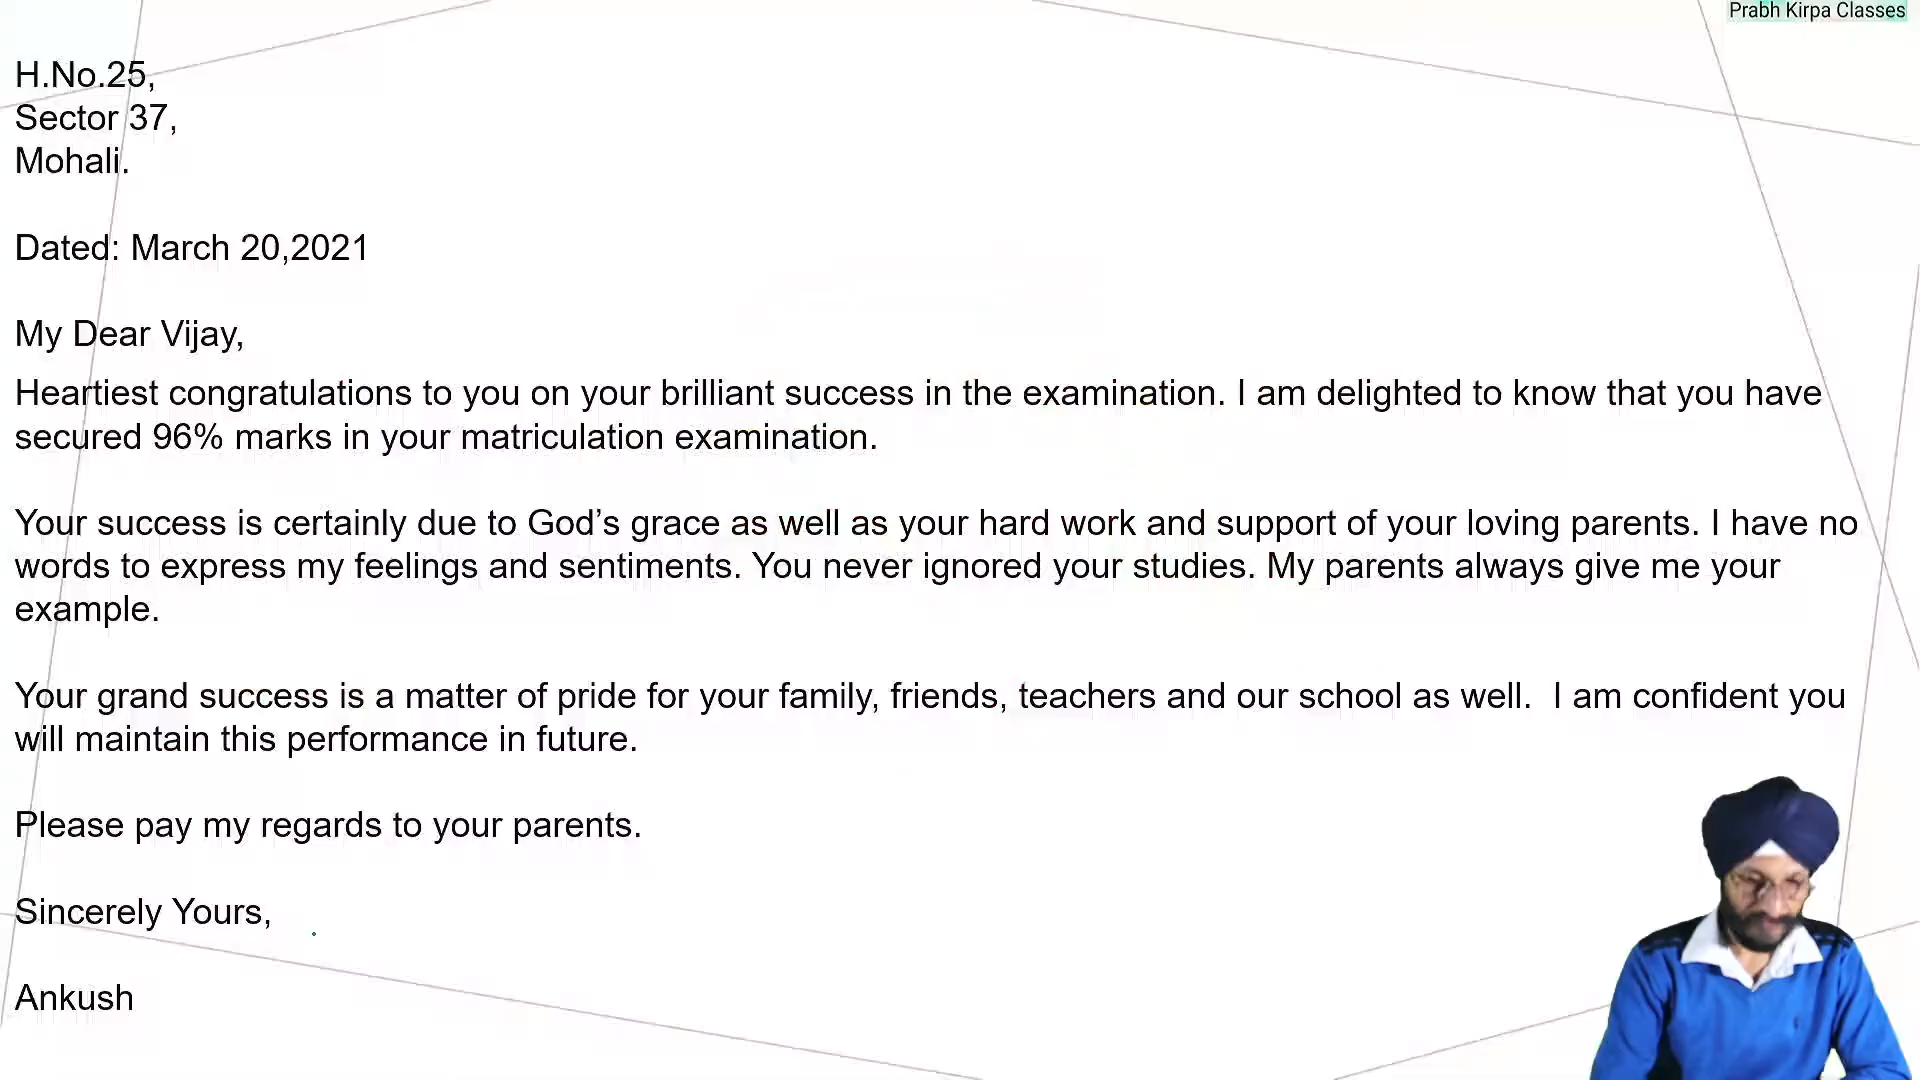 Prabh Kirpa Classes
H.No.25,
Sector 37,
Mohali.
Dated: March 20,2021
My Dear Vijay,
Heartiest congratulations to you on your brilliant success in the examination. I am delighted to know that you have
secured 96% marks in your matriculation examination.
Your success is certainly due to God’s grace as well as your hard work and support of your loving parents. I have no
words to express my feelings and sentiments. You never ignored your studies. My parents always give me your
example.
Your grand success is a matter of pride for your family, friends, teachers and our school as well.  I am confident you
will maintain this performance in future.
Please pay my regards to your parents.
Sincerely Yours,
Ankush